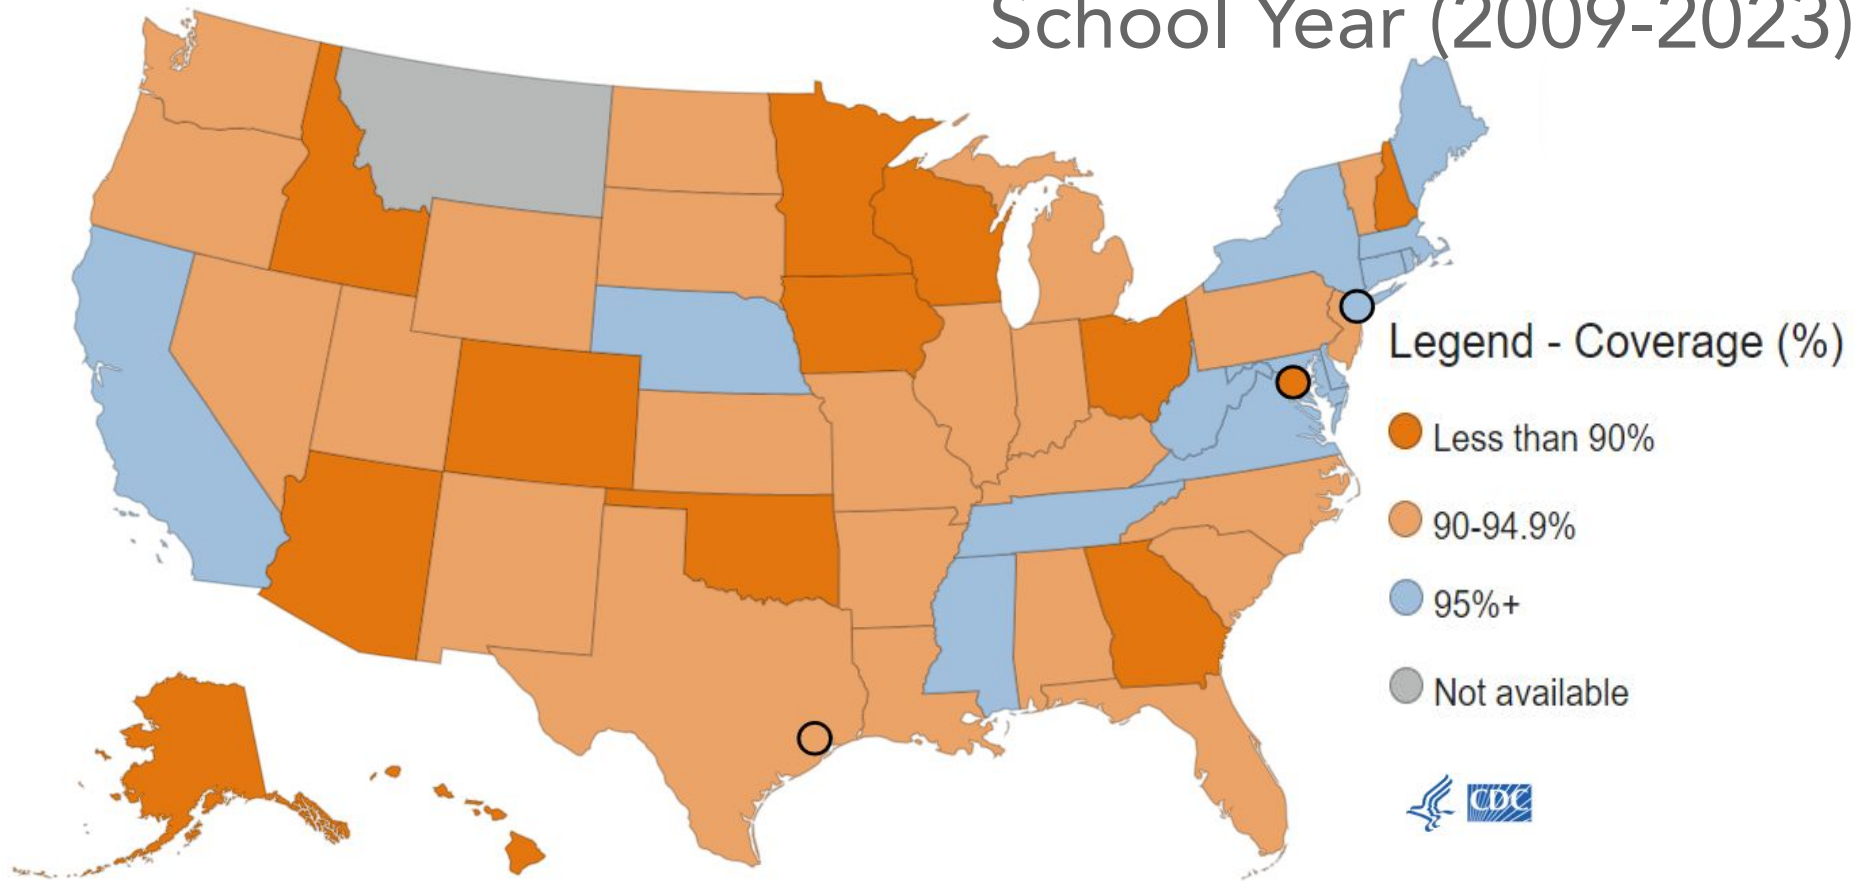 School Year (2009-2023)
Legend - Coverage (%)
Less than 90%
90-94.9%
95%+
Not available
CDC